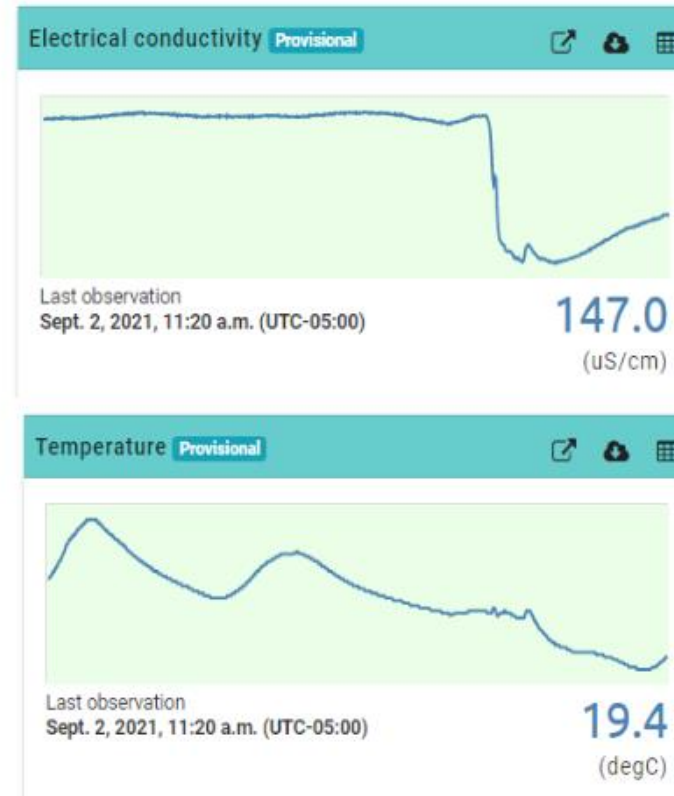 Electrical conductivity Provisional
Last observation
Sept. 2, 2021, 11:20 a.m. (UTC-05:00)
147.0
(uS/cm)
Temperature Provisional
Last observation
Sept. 2, 2021, 11:20 a.m. (UTC-05:00)
19.4
(degC)